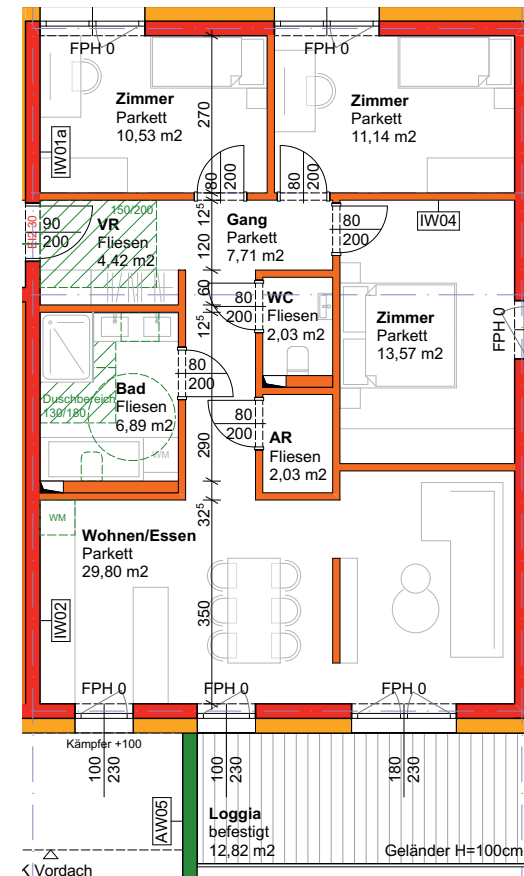 FPH 0
FPH 0
Zimmer
Parkett
10,53 m2
Zimmer
Parkett
11,14 m2
270
IW01a
80
200
80
200
150/200
90
200
EI2 30
VR
Fliesen
4,42 m2
12⁵
120
Gang
Parkett
7,71 m2
80
200
IW04
60
12⁵
80
200
WC
Fliesen
2,03 m2
Zimmer
Parkett
13,57 m2
FPH 0
80
200
Bad
Fliesen
6,89 m2
Duschbereich
130/180
WM
80
200
AR
Fliesen
2,03 m2
290
32⁵
WM
Wohnen/Essen
Parkett
29,80 m2
IW02
350
FPH 0
FPH 0
FPH 0
Kämpfer +100
100
230
100
230
180
230
AW05
Loggia
befestigt
12,82 m2
Geländer H=100cm
Vordach